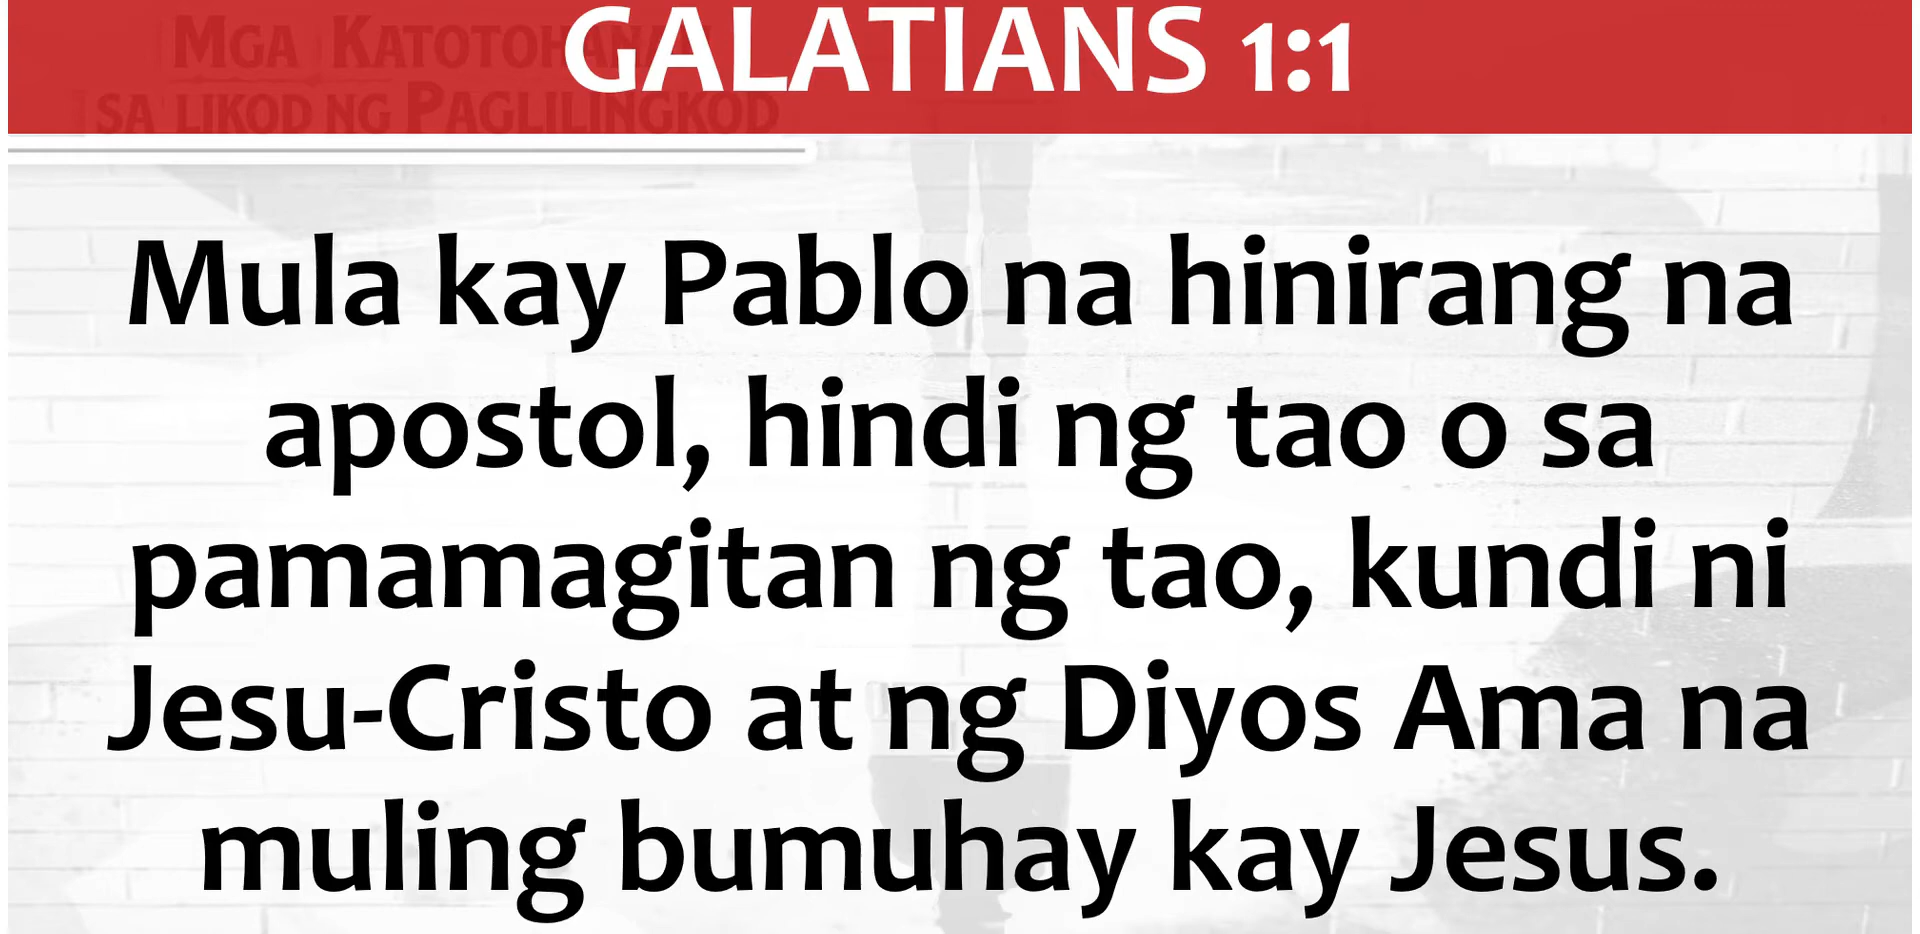 GALATIANS 1:1
MGA KATOTOHANAN
SA LIKOD NG PAGLILINGKOD
Mula kay Pablo na hinirang na
apostol, hindi ng tao o sa
pamamagitan ng tao, kundi ni
Jesu-Cristo at ng Diyos Ama na
muling bumuhay kay Jesus.